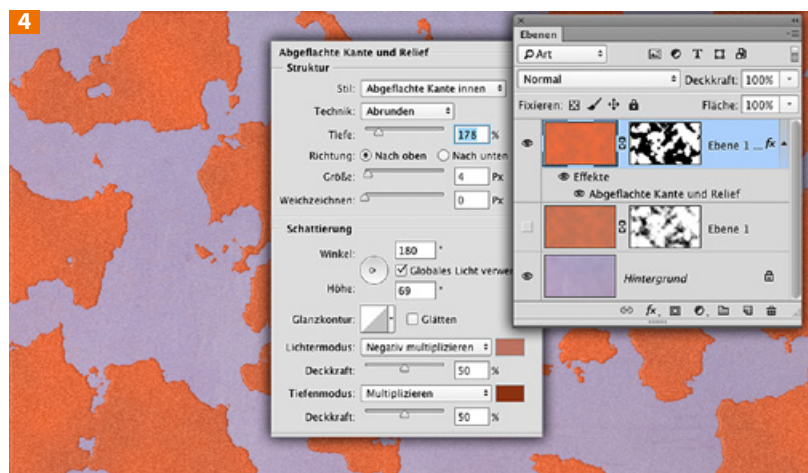 4
Abgeflachte Kante und Relief
Struktur
Stil: Abgeflachte Kante innen
Technik: Abrunden
Tiefe: 178 %
Richtung: Nach oben Nach unten
Größe: 4 Px
Weichzeichnen: 0 Px
Schattierung
Winkel: 180 °
Globales Licht verwe
Höhe: 69 °
Glanzkontur: Glätten
Lichtermodus: Negativ multiplizieren
Deckkraft: 50 %
Tiefenmodus: Multiplizieren
Deckkraft: 50 %
Ebenen
Art
Normal Deckkraft: 100%
Fixieren: Fläche: 100%
Ebene 1 ... fx
Effekte
Abgeflachte Kante und Relief
Ebene 1
Hintergrund
fx